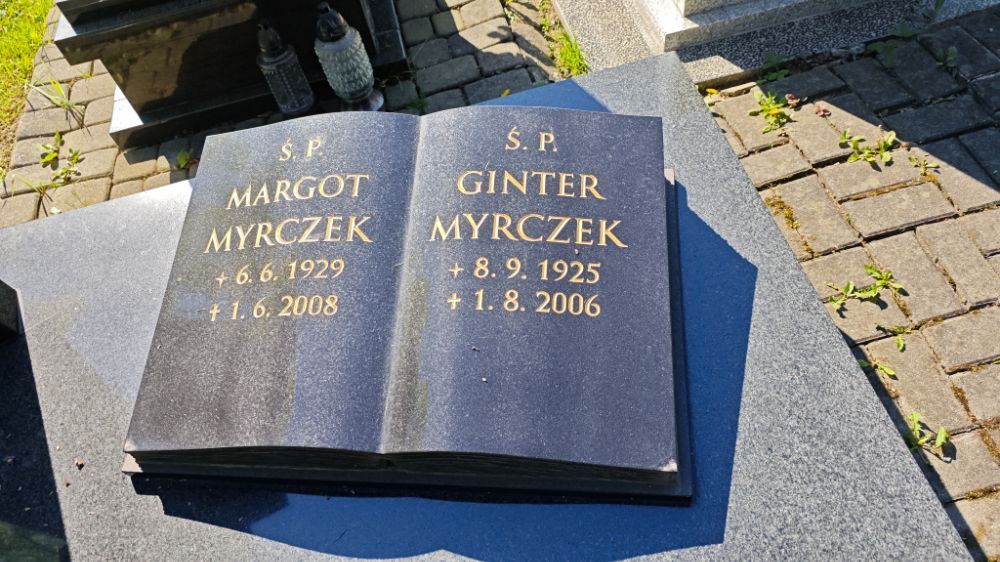 Ś. P.
MARGOT
MYRCZEK
+ 6. 6. 1929
✝ 1. 6. 2008
Ś. P.
GINTER
MYRCZEK
+ 8. 9. 1925
✝ 1. 8. 2006